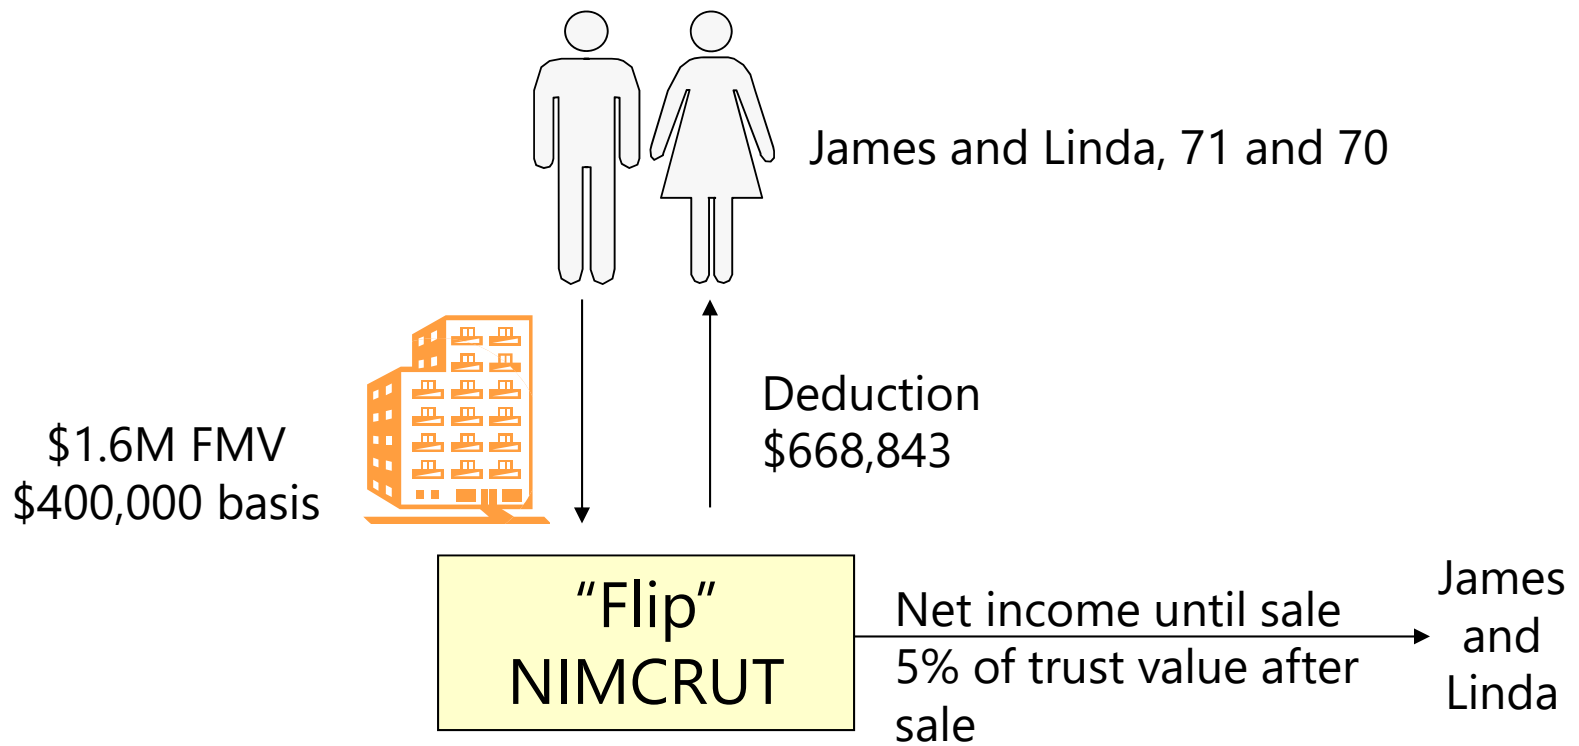 James and Linda, 71 and 70
$1.6M FMV
$400,000 basis
Deduction
$668,843
“Flip”
NIMCRUT
Net income until sale
5% of trust value after
sale
James
and
Linda